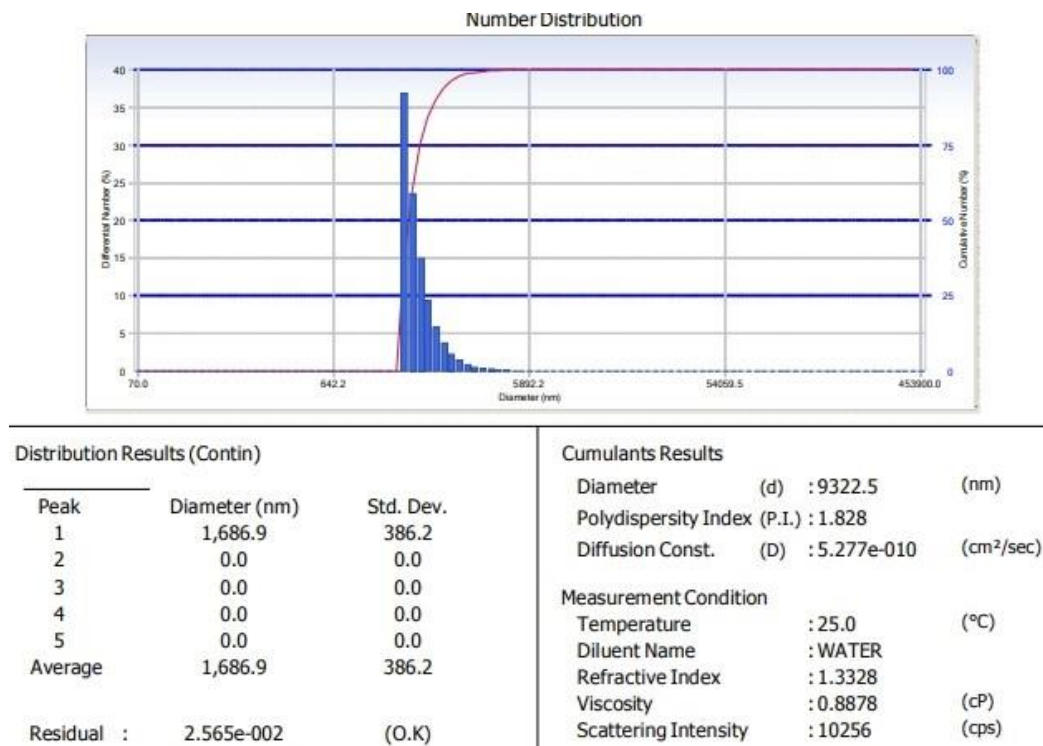 Number Distribution
40
35
30
25
20
15
10
5
0
Differential Number (%)
100
75
50
25
0
Cumulative Number (%)
70.0 642.2 5892.2 54059.5 453900.0
Diameter (nm)
Distribution Results (Contin)
Peak Diameter (nm) Std. Dev.
1 1,686.9 386.2
2 0.0 0.0
3 0.0 0.0
4 0.0 0.0
5 0.0 0.0
Average 1,686.9 386.2
Residual : 2.565e-002 (O.K)
Cumulants Results
Diameter (d) : 9322.5 (nm)
Polydispersity Index (P.I.) : 1.828
Diffusion Const. (D) : 5.277e-010 (cm²/sec)
Measurement Condition
Temperature : 25.0 (°C)
Diluent Name : WATER
Refractive Index : 1.3328
Viscosity : 0.8878 (cP)
Scattering Intensity : 10256 (cps)